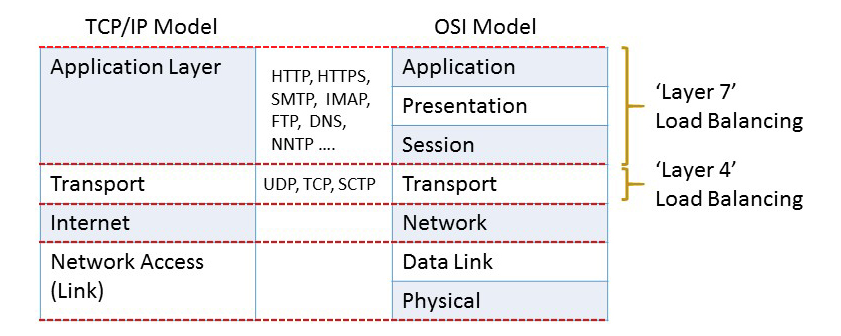 TCP/IP Model
OSI Model
Application Layer
HTTP, HTTPS,
SMTP, IMAP,
FTP, DNS,
NNTP ....
Application
Presentation
Session
‘Layer 7’
Load Balancing
Transport
UDP, TCP, SCTP
Transport
‘Layer 4’
Load Balancing
Internet
Network
Network Access
(Link)
Data Link
Physical